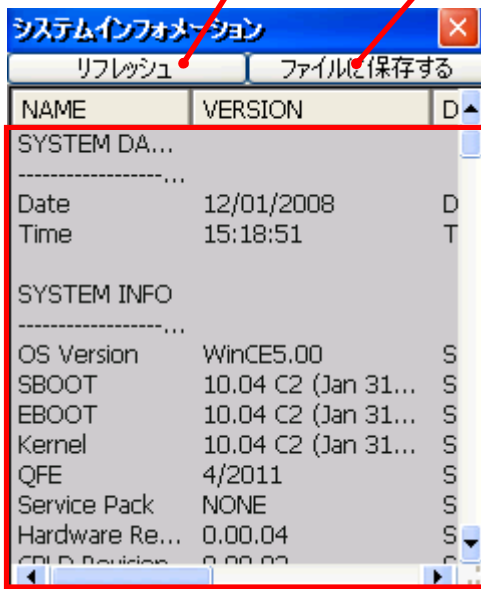 システムインフォメーション
リフレッシュ ファイルに保存する
NAME VERSION D
SYSTEM DA...
------------------...
Date 12/01/2008 D
Time 15:18:51 T
SYSTEM INFO
------------------...
OS Version WinCE5.00 S
SBOOT 10.04 C2 (Jan 31... S
EBOOT 10.04 C2 (Jan 31... S
Kernel 10.04 C2 (Jan 31... S
QFE 4/2011 S
Service Pack NONE S
Hardware Re... 0.00.04 S
CPLD Revision